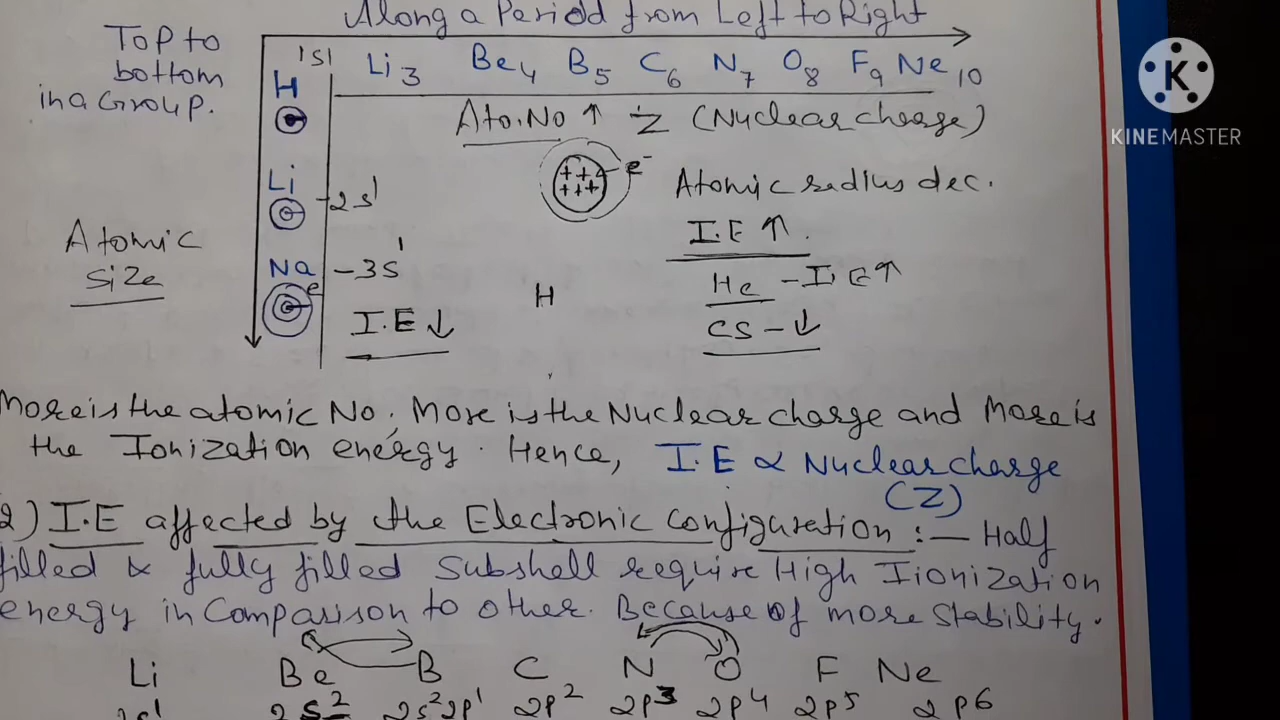 Along a Period from Left to Right
Top to
bottom
in a Group.
1s1
H
Li3 Be4 B5 C6 N7 O8 F9 Ne10
Ato.No ↑ Z (Nuclear charge)
KINEMASTER
++ e-
+++
Atomic radius dec.
Li
-2s1
I.E ↑.
Atomic
size
Na -3s1
e
H
He - I.E↑
I.E ↓
Cs - ↓
More is the atomic No, More is the Nuclear charge and More is
the Ionization energy. Hence, I.E ∝ Nuclear charge
(Z)
2) I.E affected by the Electronic Configuration :— Half
filled & fully filled Subshell require High Iionization
energy in Comparison to other. Because of more stability.
Li Be B C N O F Ne
2s1 2s2 2s2 2p1 2p2 2p3 2p4 2p5 2p6